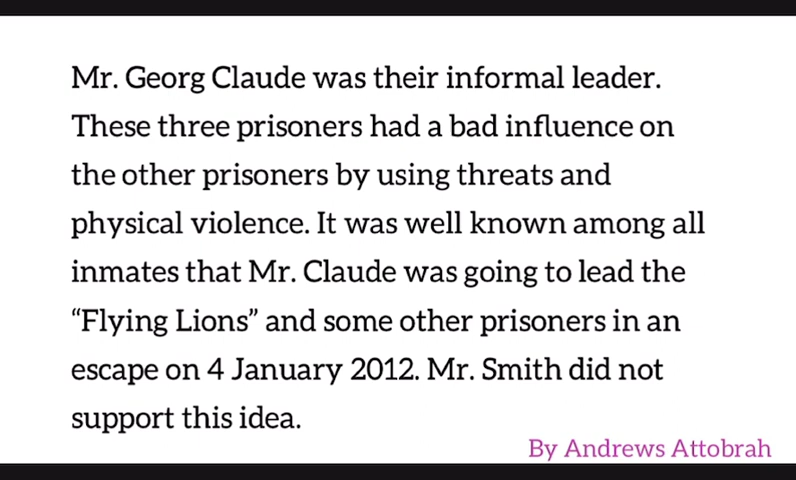 Mr. Georg Claude was their informal leader.
These three prisoners had a bad influence on
the other prisoners by using threats and
physical violence. It was well known among all
inmates that Mr. Claude was going to lead the
“Flying Lions” and some other prisoners in an
escape on 4 January 2012. Mr. Smith did not
support this idea.
By Andrews Attobrah